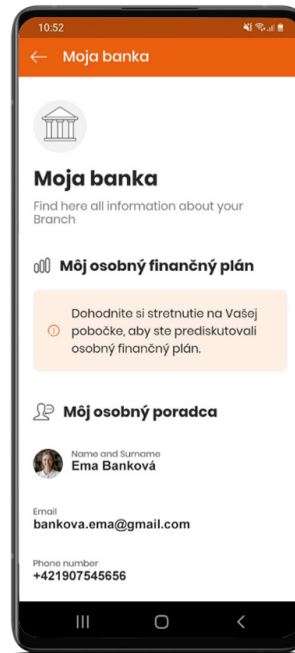 10:52
Moja banka
Moja banka
Find here all information about your
Branch
Môj osobný finančný plán
Dohodnite si stretnutie na Vašej
pobočke, aby ste prediskutovali
osobný finančný plán.
Môj osobný poradca
Name and Surname
Ema Banková
Email
bankova.ema@gmail.com
Phone number
+421907545656